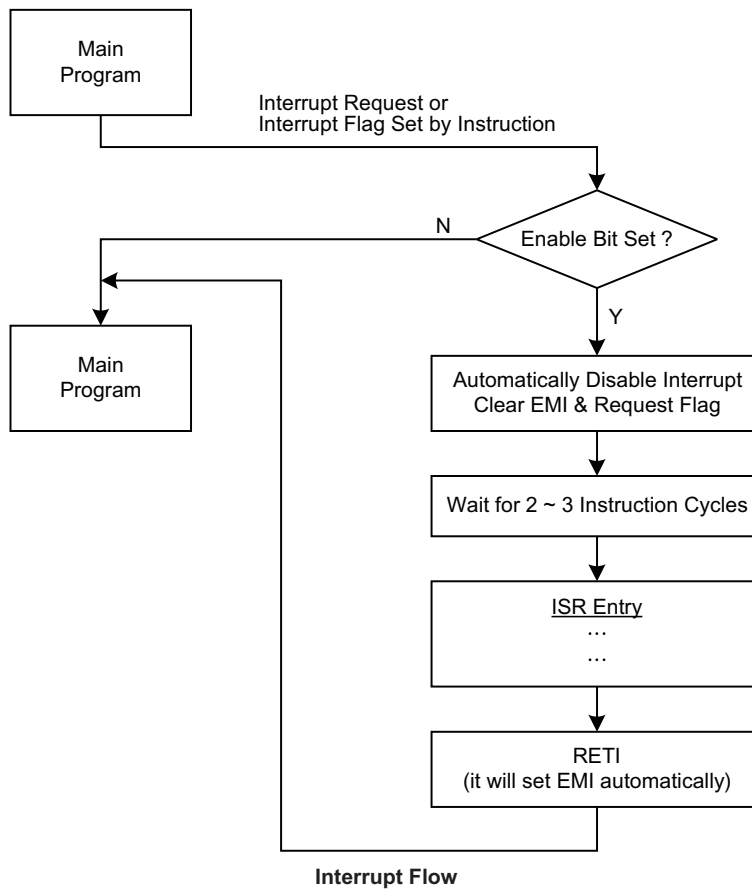 Main
Program
Interrupt Request or
Interrupt Flag Set by Instruction
N
Enable Bit Set ?
Y
Main
Program
Automatically Disable Interrupt
Clear EMI & Request Flag
Wait for 2 ~ 3 Instruction Cycles
ISR Entry
...
...
RETI
(it will set EMI automatically)
Interrupt Flow